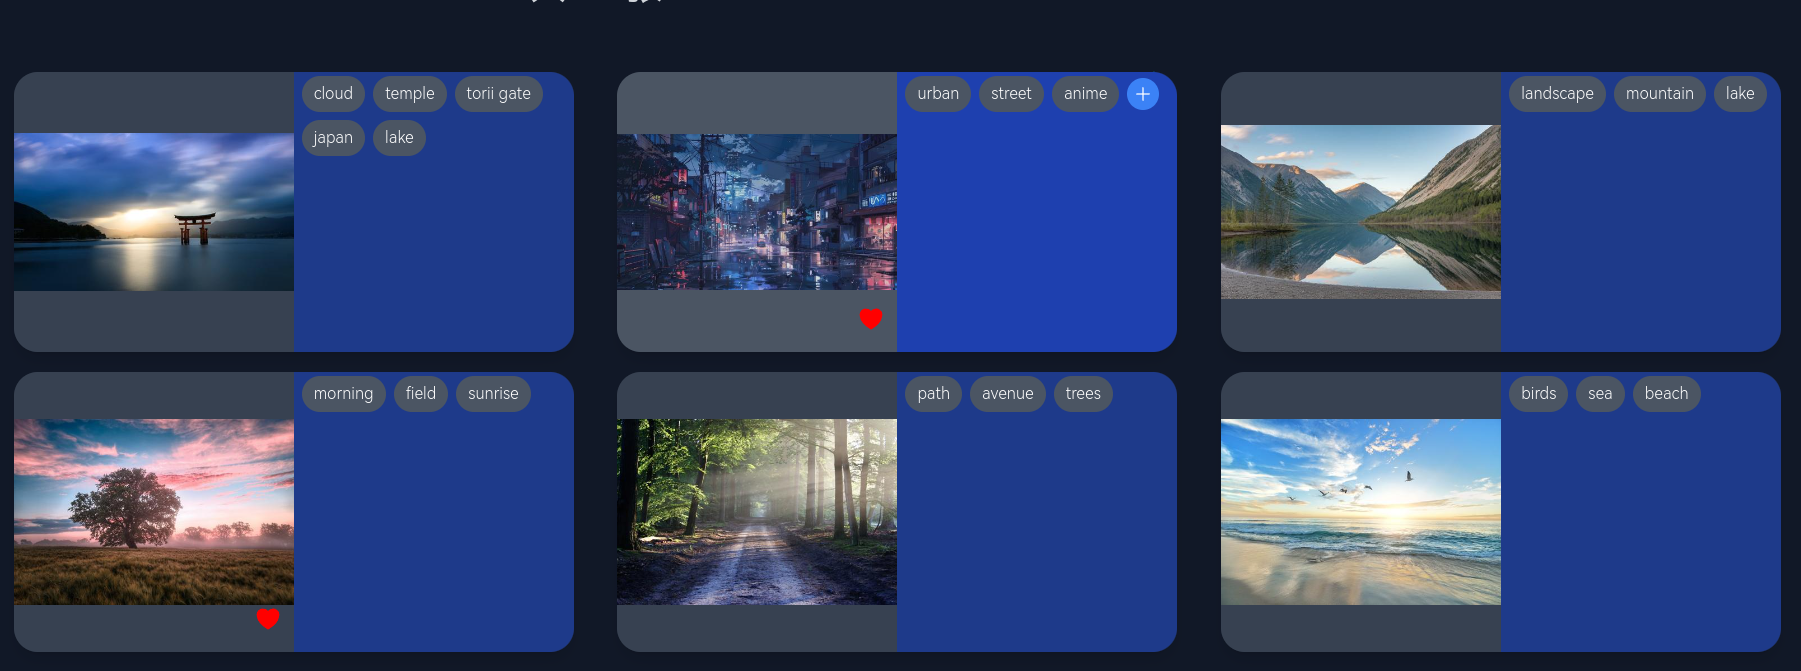 cloud temple torii gate
japan lake
urban street anime +
landscape mountain lake
morning field sunrise
path avenue trees
birds sea beach